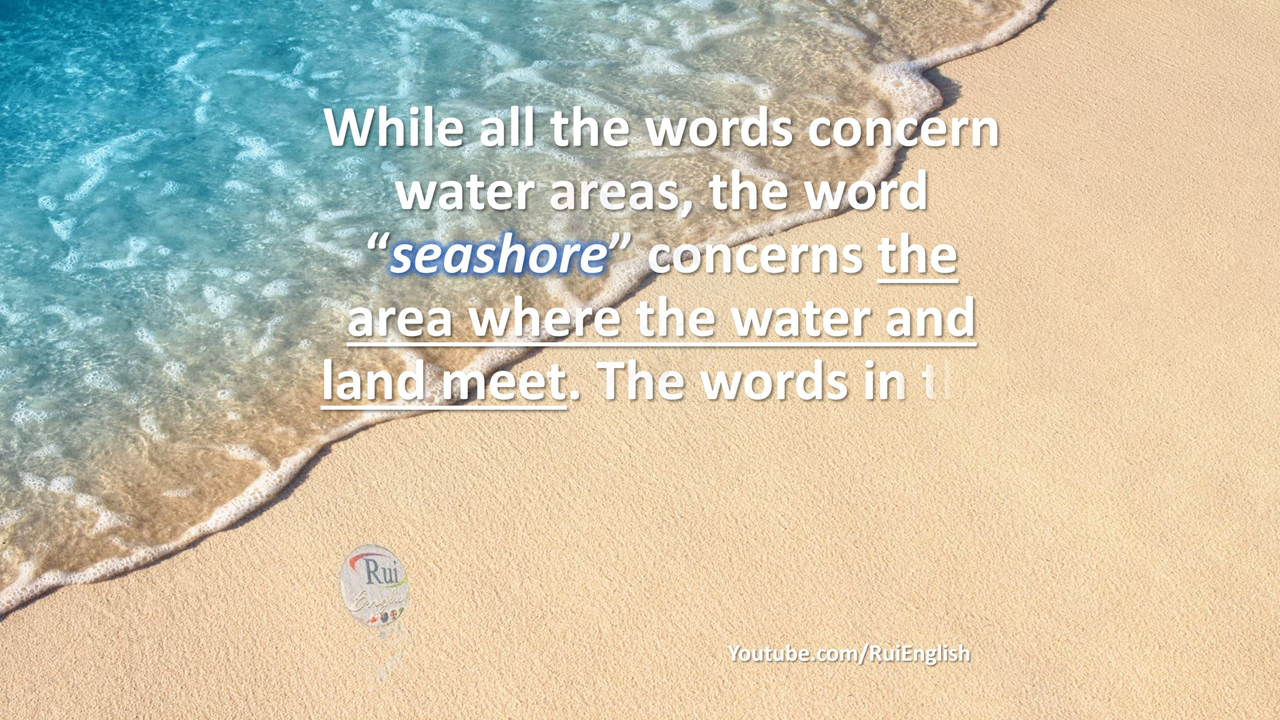 While all the words concern
water areas, the word
“seashore” concerns the
area where the water and
land meet. The words in
Rui
Youtube.com/RuiEnglish